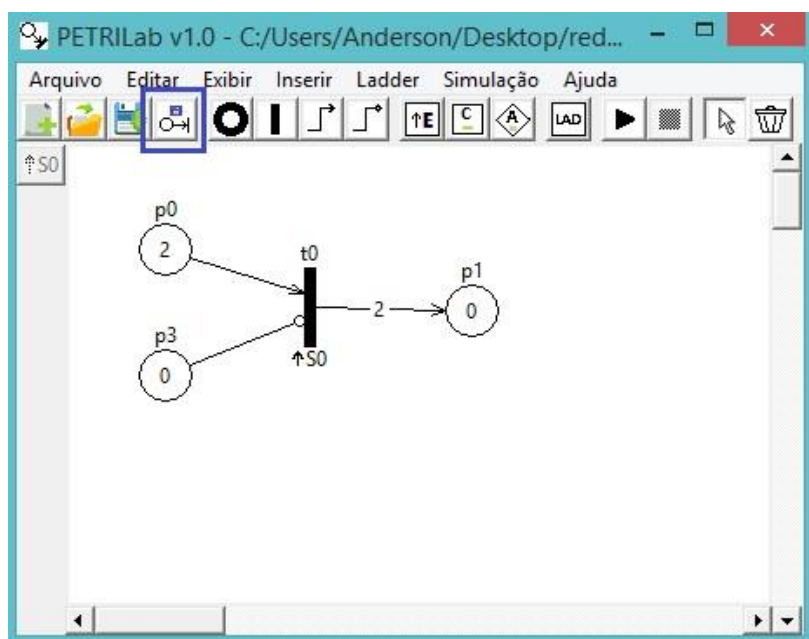 PETRILab v1.0 - C:/Users/Anderson/Desktop/red...
Arquivo Editar Exibir Inserir Ladder Simulação Ajuda
↑E C A LAD
↑S0
p0
2
t0
p1
2
0
p3
0
↑S0